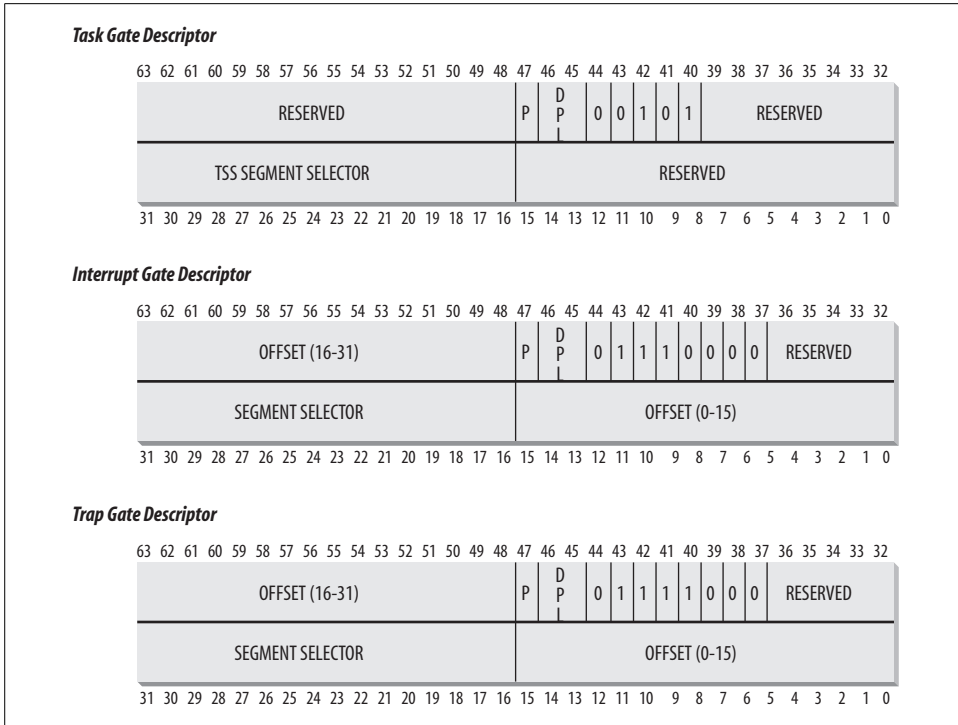 Task Gate Descriptor
63 62 61 60 59 58 57 56 55 54 53 52 51 50 49 48 47 46 45 44 43 42 41 40 39 38 37 36 35 34 33 32
RESERVED P DPL 0 0 1 0 1 RESERVED
TSS SEGMENT SELECTOR RESERVED
31 30 29 28 27 26 25 24 23 22 21 20 19 18 17 16 15 14 13 12 11 10 9 8 7 6 5 4 3 2 1 0
Interrupt Gate Descriptor
63 62 61 60 59 58 57 56 55 54 53 52 51 50 49 48 47 46 45 44 43 42 41 40 39 38 37 36 35 34 33 32
OFFSET (16-31) P DPL 0 1 1 1 0 0 0 0 RESERVED
SEGMENT SELECTOR OFFSET (0-15)
31 30 29 28 27 26 25 24 23 22 21 20 19 18 17 16 15 14 13 12 11 10 9 8 7 6 5 4 3 2 1 0
Trap Gate Descriptor
63 62 61 60 59 58 57 56 55 54 53 52 51 50 49 48 47 46 45 44 43 42 41 40 39 38 37 36 35 34 33 32
OFFSET (16-31) P DPL 0 1 1 1 1 0 0 0 RESERVED
SEGMENT SELECTOR OFFSET (0-15)
31 30 29 28 27 26 25 24 23 22 21 20 19 18 17 16 15 14 13 12 11 10 9 8 7 6 5 4 3 2 1 0